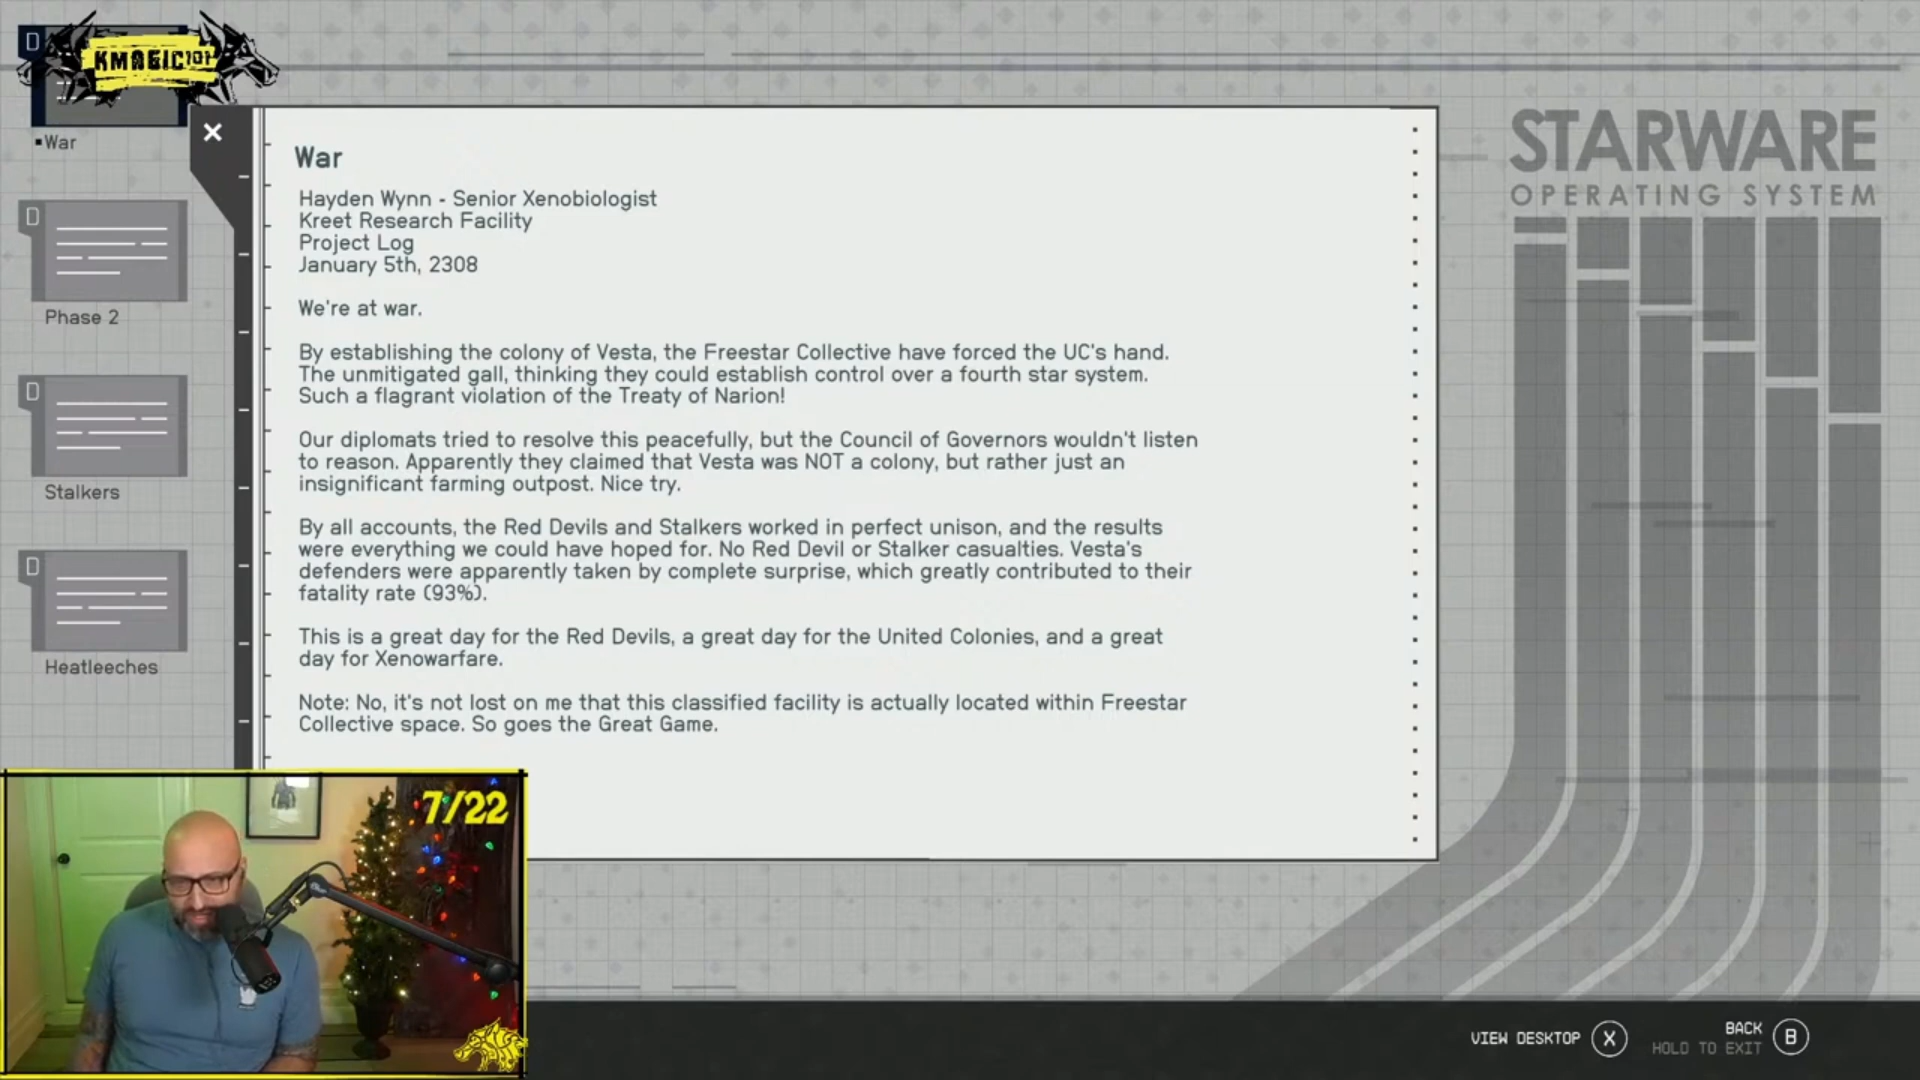 D
KMAGIC101
War
D
Phase 2
D
Stalkers
D
Heatleeches
War
Hayden Wynn - Senior Xenobiologist
Kreet Research Facility
Project Log
January 5th, 2308
We're at war.
By establishing the colony of Vesta, the Freestar Collective have forced the UC's hand.
The unmitigated gall, thinking they could establish control over a fourth star system.
Such a flagrant violation of the Treaty of Narion!
Our diplomats tried to resolve this peacefully, but the Council of Governors wouldn't listen
to reason. Apparently they claimed that Vesta was NOT a colony, but rather just an
insignificant farming outpost. Nice try.
By all accounts, the Red Devils and Stalkers worked in perfect unison, and the results
were everything we could have hoped for. No Red Devil or Stalker casualties. Vesta's
defenders were apparently taken by complete surprise, which greatly contributed to their
fatality rate (93%).
This is a great day for the Red Devils, a great day for the United Colonies, and a great
day for Xenowarfare.
Note: No, it's not lost on me that this classified facility is actually located within Freestar
Collective space. So goes the Great Game.
STARWARE
OPERATING SYSTEM
7/22
VIEW DESKTOP X
BACK B
HOLD TO EXIT